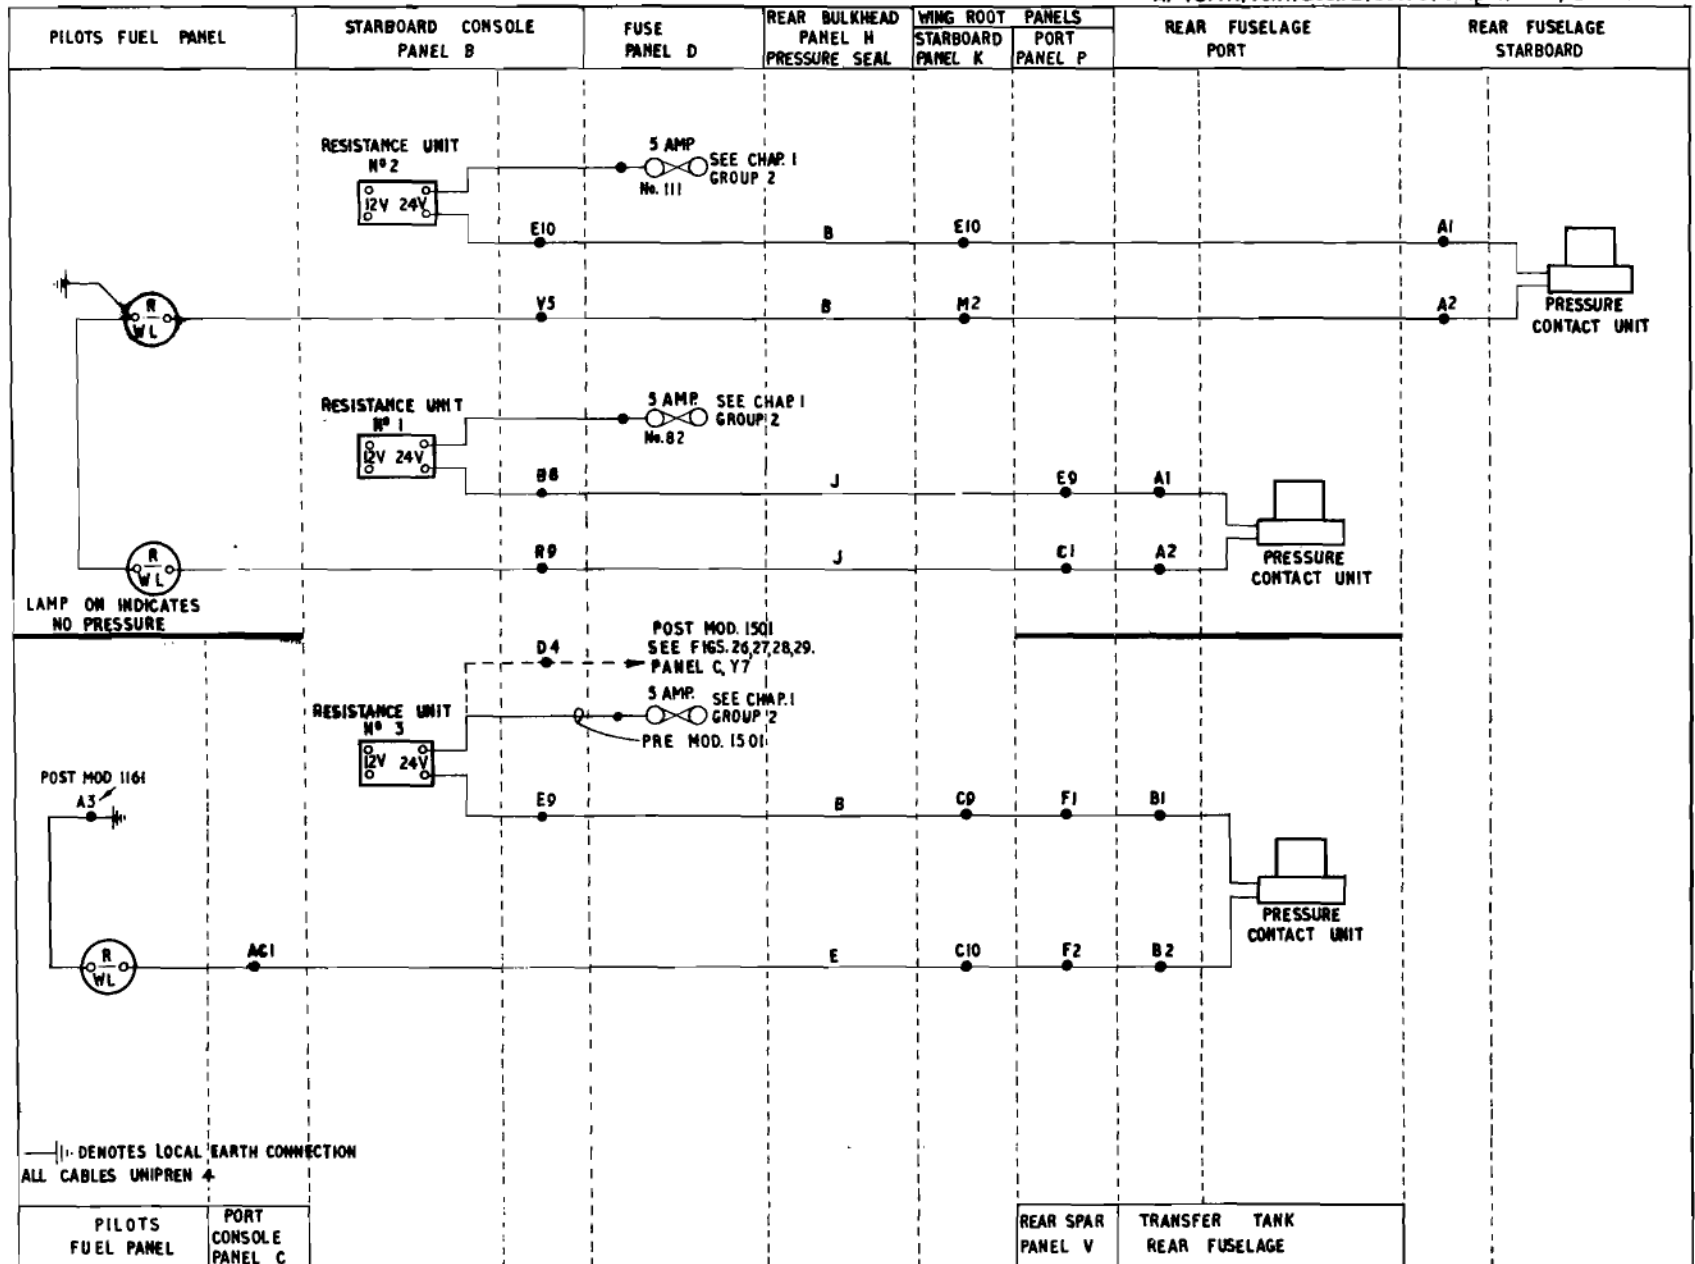 PILOTS FUEL PANEL
STARBOARD CONSOLE
PANEL B
FUSE
PANEL D
REAR BULKHEAD
PANEL H
PRESSURE SEAL
WING ROOT PANELS
STARBOARD
PANEL K
PORT
PANEL P
REAR FUSELAGE
PORT
REAR FUSELAGE
STARBOARD
RESISTANCE UNIT
Nº 2
12V 24V
5 AMP
No. 111
SEE CHAP. 1
GROUP 2
E10
B
E10
A1
R
WL
V5
B
M2
A2
PRESSURE
CONTACT UNIT
RESISTANCE UNIT
Nº 1
12V 24V
5 AMP.
No. 82
SEE CHAP 1
GROUP 2
J
E9
A1
R
WL
R9
J
C1
A2
PRESSURE
CONTACT UNIT
LAMP ON INDICATES
NO PRESSURE
D4
POST MOD. 1501
SEE FIGS. 26,27,28,29.
PANEL C, Y7
RESISTANCE UNIT
Nº 3
12V 24V
5 AMP.
SEE CHAP. 1
GROUP 2
PRE MOD. 1501
POST MOD 1161
A3
E9
B
C9
F1
B1
PRESSURE
CONTACT UNIT
R
WL
AC1
E
C10
F2
B2
DENOTES LOCAL EARTH CONNECTION
ALL CABLES UNIPREN 4
PILOTS
FUEL PANEL
PORT
CONSOLE
PANEL C
REAR SPAR
PANEL V
TRANSFER TANK
REAR FUSELAGE